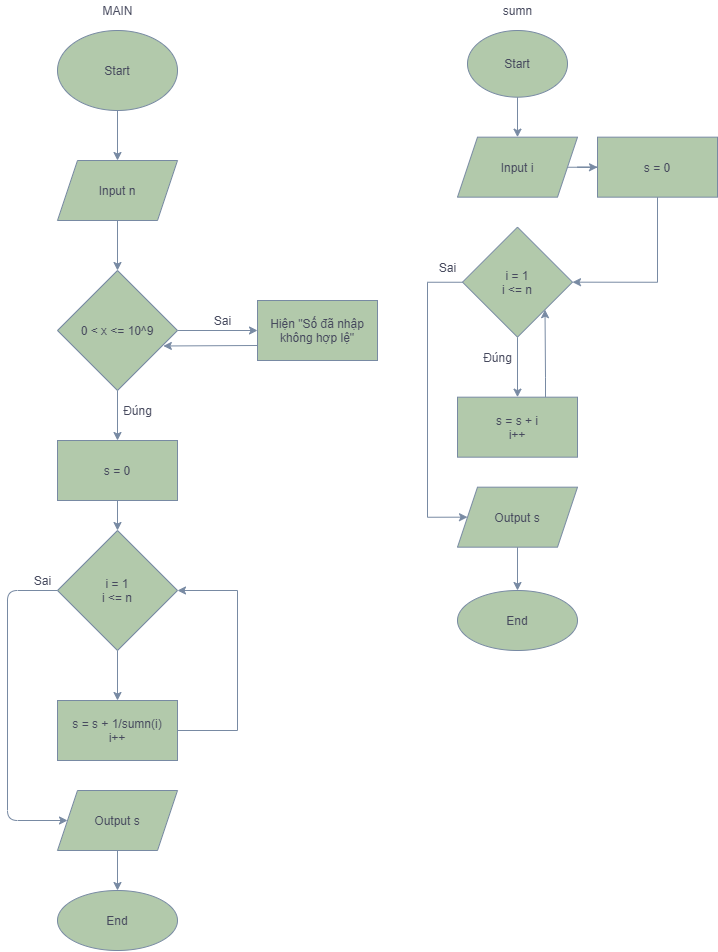 MAIN
Start
Input n
0 < x <= 10^9
Sai
Hiện "Số đã nhập
không hợp lệ"
Đúng
s = 0
i = 1
i <= n
Sai
s = s + 1/sumn(i)
i++
Output s
End
sumn
Start
Input i
s = 0
i = 1
i <= n
Sai
Đúng
s = s + i
i++
Output s
End